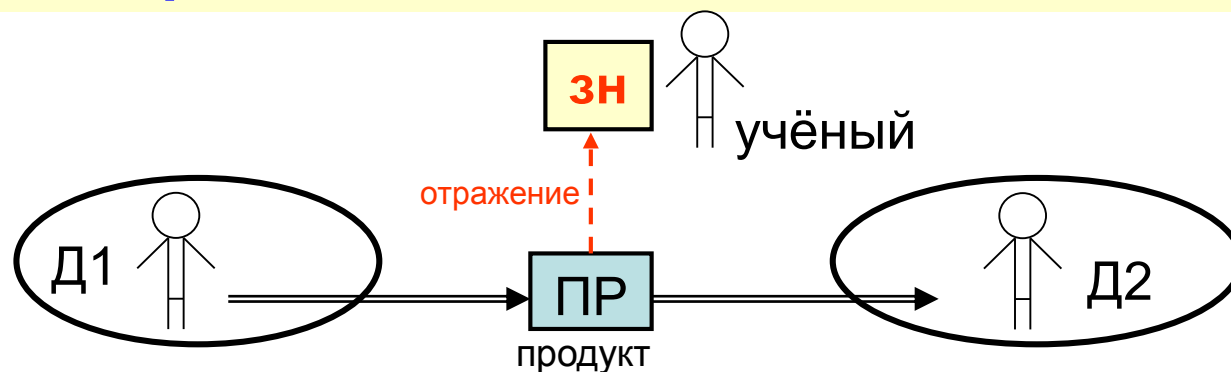 зн
учёный
отражение
Д1
ПР
Д2
продукт